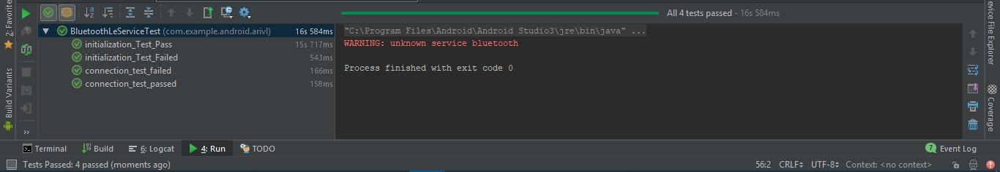 2: Favorites
Build Variants
All 4 tests passed - 16s 584ms
BluetoothLeServiceTest (com.example.android.arivl) 16s 584ms
initialization_Test_Pass 15s 717ms
initialization_Test_Failed 543ms
connection_test_failed 166ms
connection_test_passed 158ms
"C:\Program Files\Android\Android Studio3\jre\bin\java" ...
WARNING: unknown service bluetooth
Process finished with exit code 0
evice File Explorer
Coverage
>>
Terminal Build 6: Logcat 4: Run TODO 7 Event Log
Tests Passed: 4 passed (moments ago) 56:2 CRLF UTF-8 Context: <no context>